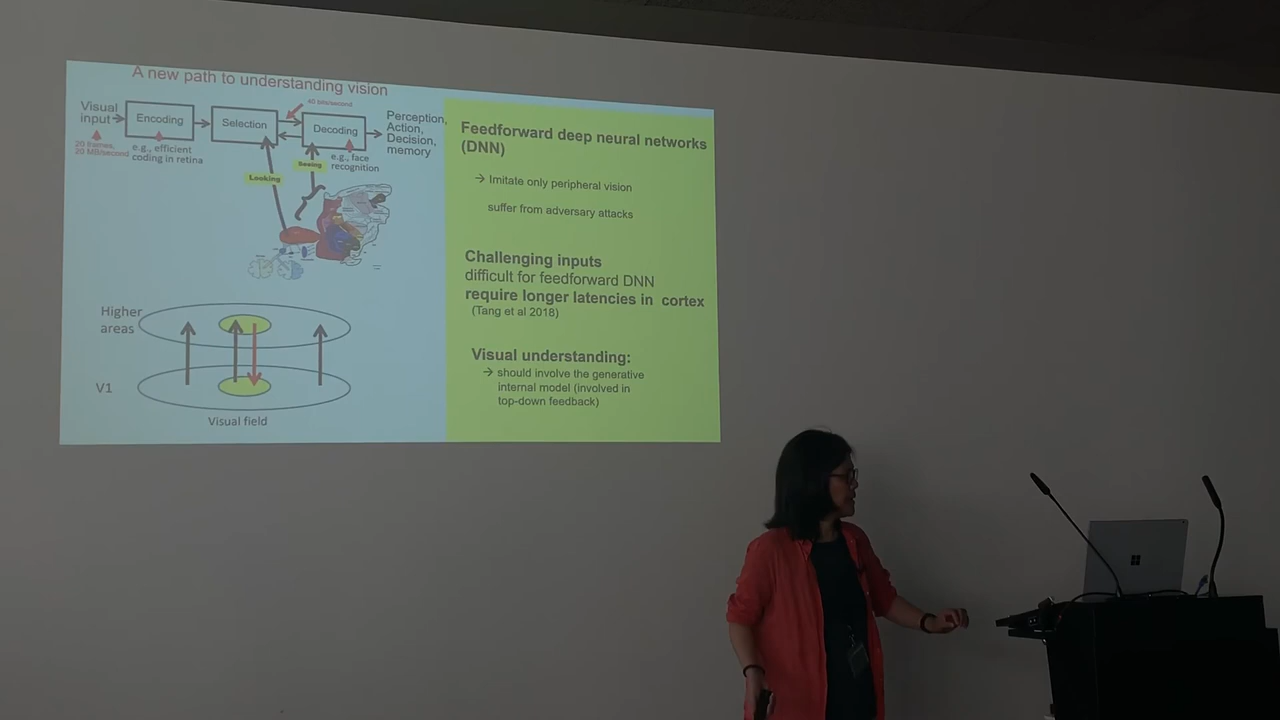 A new path to understanding vision
40 bits/second
Visual
input
Encoding
Selection
Decoding
Perception,
Action,
Decision,
memory
20 frames,
20 MB/second
e.g., efficient
coding in retina
Looking
Seeing
e.g., face
recognition
Higher
areas
V1
Visual field
Feedforward deep neural networks
(DNN)
→ Imitate only peripheral vision
suffer from adversary attacks
Challenging inputs
difficult for feedforward DNN
require longer latencies in cortex
(Tang et al 2018)
Visual understanding:
→ should involve the generative
internal model (involved in
top-down feedback)